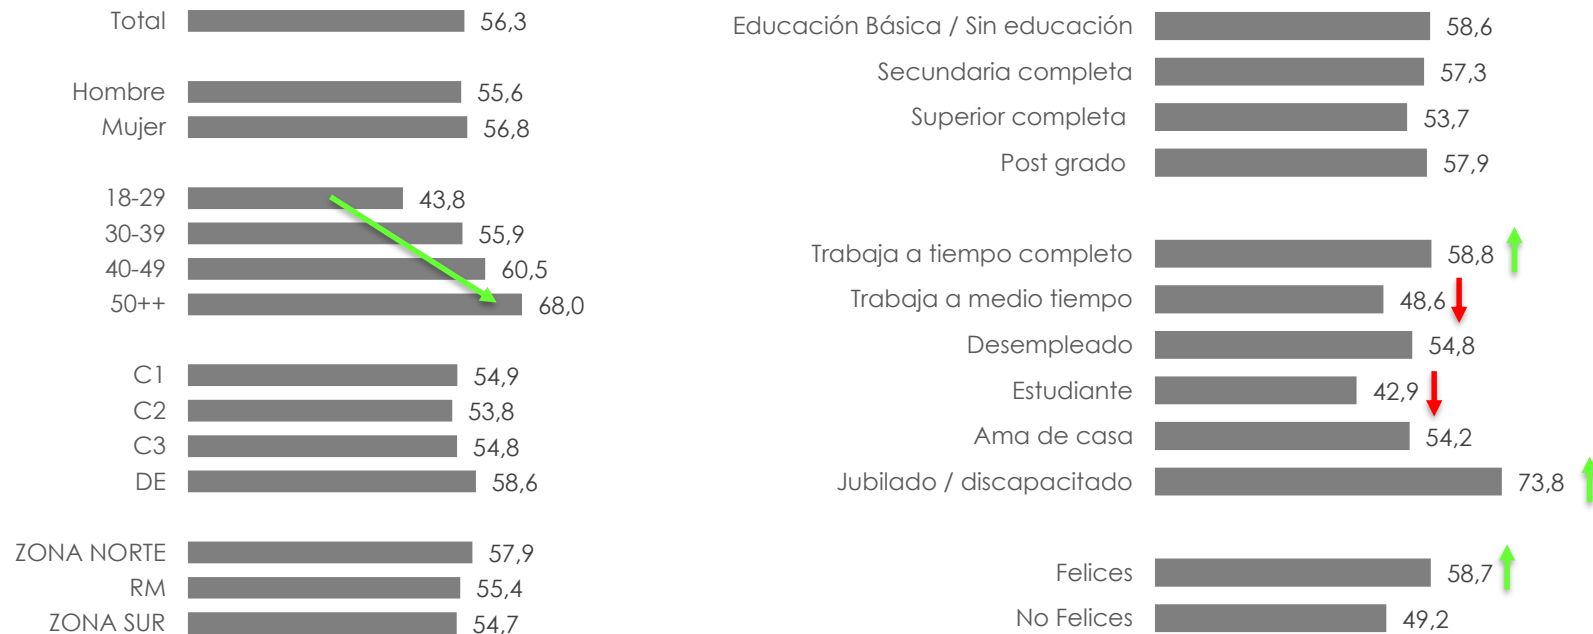 Total 56,3
Hombre 55,6
Mujer 56,8
18-29 43,8
30-39 55,9
40-49 60,5
50++ 68,0
C1 54,9
C2 53,8
C3 54,8
DE 58,6
ZONA NORTE 57,9
RM 55,4
ZONA SUR 54,7
Educación Básica / Sin educación 58,6
Secundaria completa 57,3
Superior completa 53,7
Post grado 57,9
Trabaja a tiempo completo 58,8
Trabaja a medio tiempo 48,6
Desempleado 54,8
Estudiante 42,9
Ama de casa 54,2
Jubilado / discapacitado 73,8
Felices 58,7
No Felices 49,2